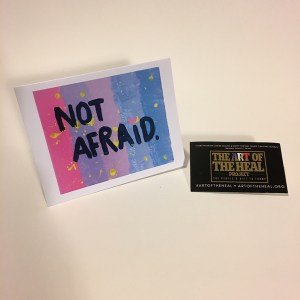 NOT
AFRAID.
THE ART OF
THE HEAL
PROJECT
#ARTOFTHEHEAL • ARTOFTHEHEAL.ORG